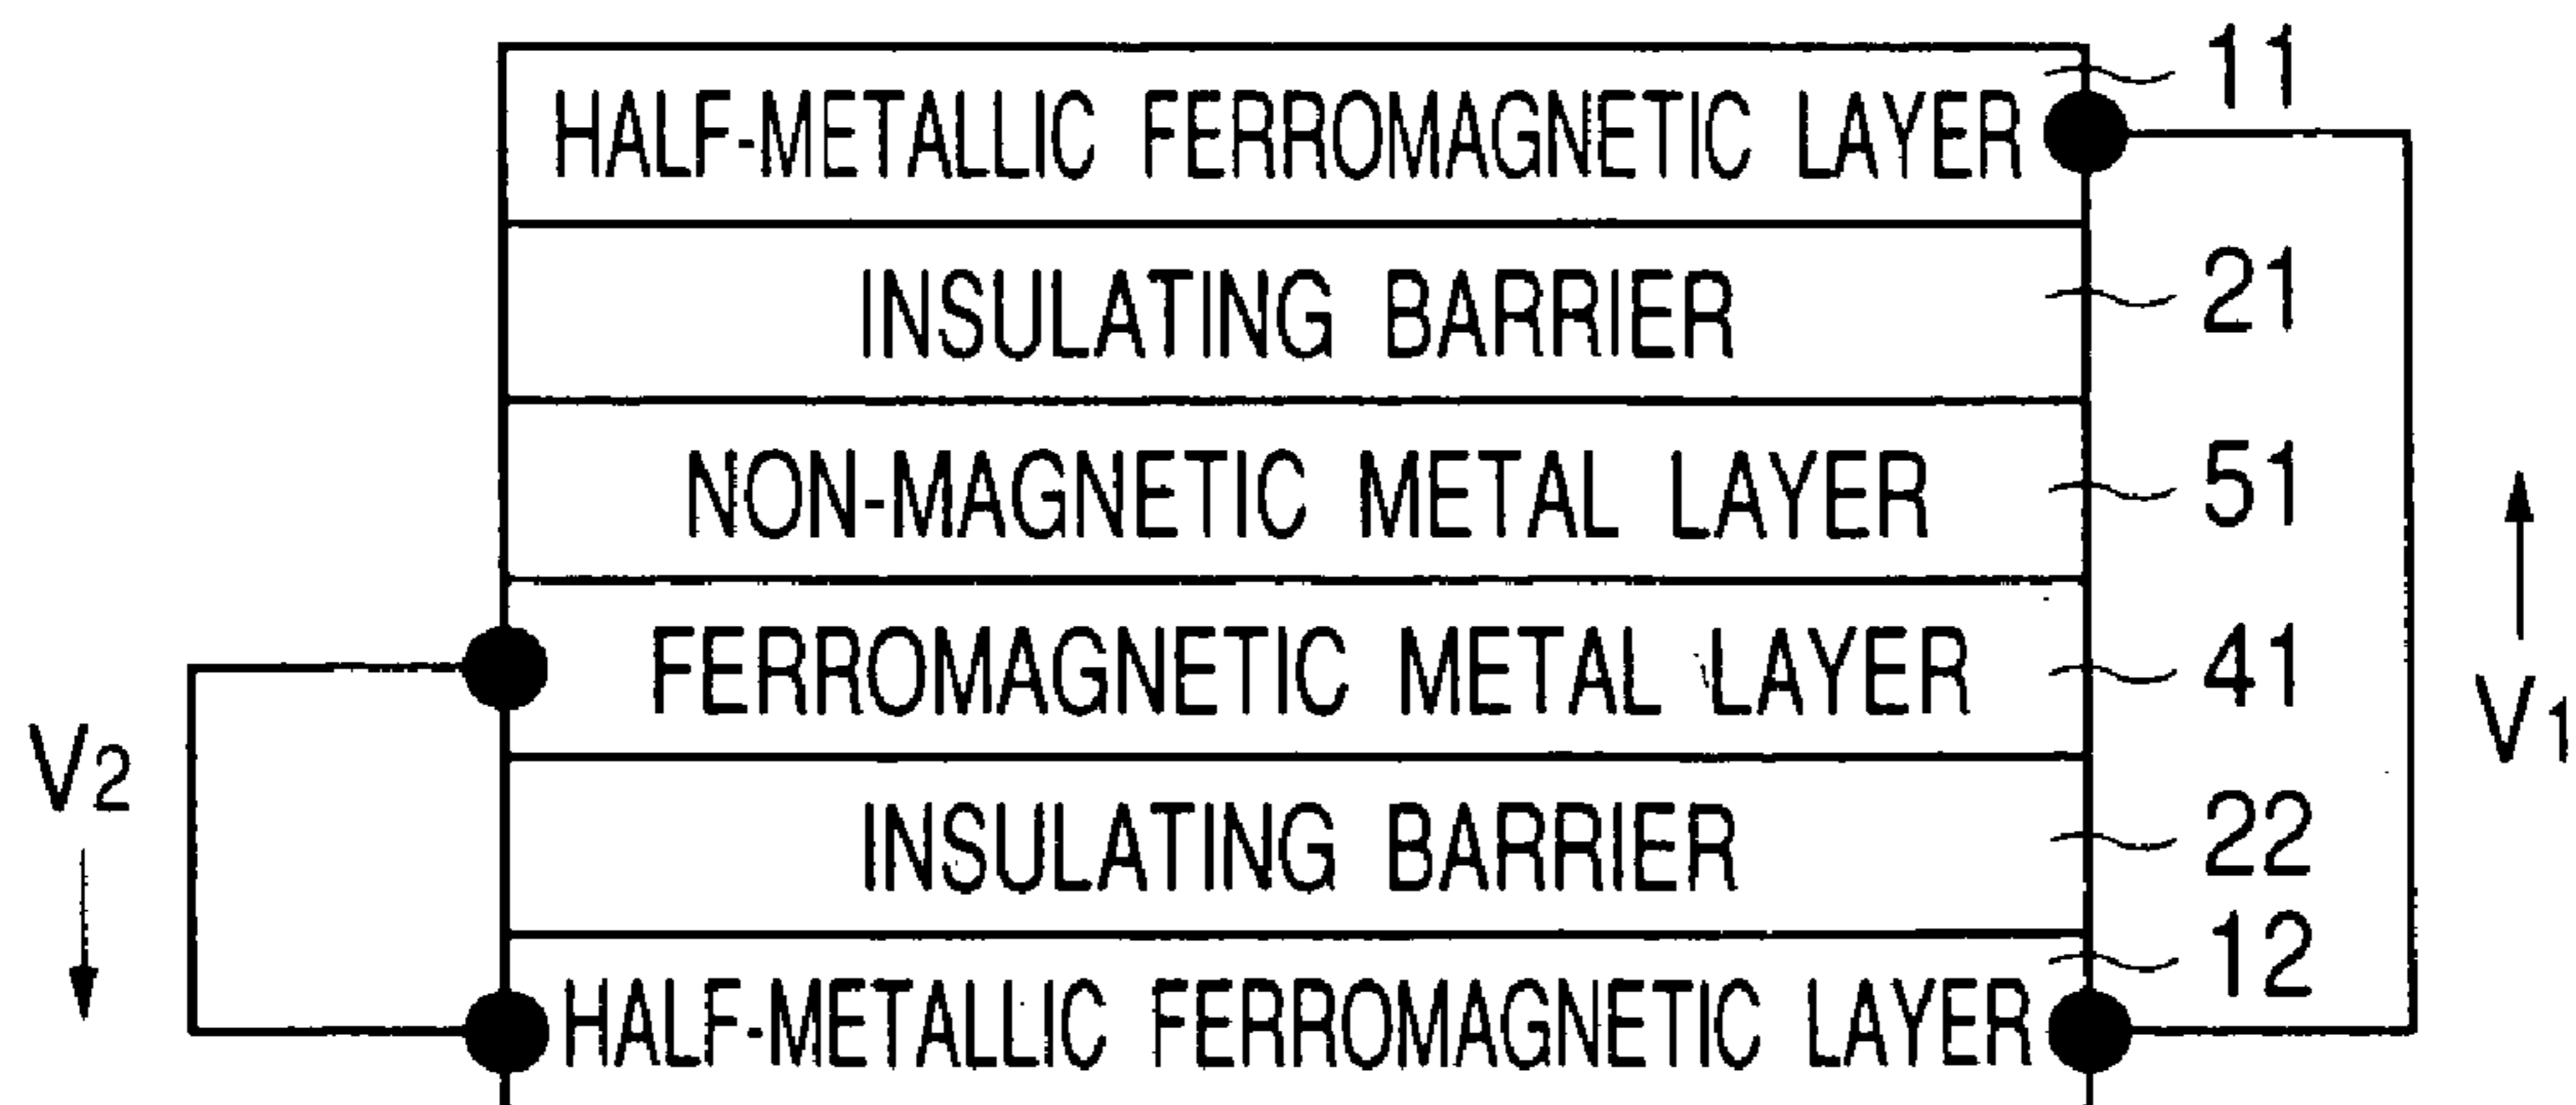 HALF-METALLIC FERROMAGNETIC LAYER 11
INSULATING BARRIER 21
NON-MAGNETIC METAL LAYER 51
FERROMAGNETIC METAL LAYER 41
V2
V1
INSULATING BARRIER 22
12
HALF-METALLIC FERROMAGNETIC LAYER